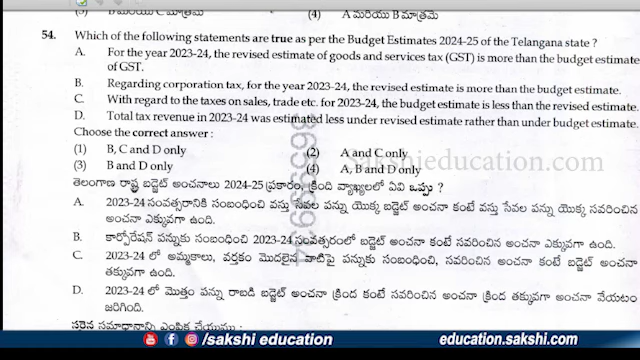 (3) B మరియు C మాత్రమే (4) A మరియు B మాత్రమే
54. Which of the following statements are true as per the Budget Estimates 2024-25 of the Telangana state ?
A. For the year 2023-24, the revised estimate of goods and services tax (GST) is more than the budget estimate
of GST.
B. Regarding corporation tax, for the year 2023-24, the revised estimate is more than the budget estimate.
C. With regard to the taxes on sales, trade etc. for 2023-24, the budget estimate is less than the revised estimate.
D. Total tax revenue in 2023-24 was estimated less under revised estimate rather than under budget estimate.
Choose the correct answer :
(1) B, C and D only (2) A and C only
(3) B and D only (4) A, B and D only
sakshieducation.com
తెలంగాణ రాష్ట్ర బడ్జెట్ అంచనాలు 2024-25 ప్రకారం, క్రింది వ్యాఖ్యలలో ఏవి ఒప్పు ?
A. 2023-24 సంవత్సరానికి సంబంధించి వస్తు సేవల పన్ను యొక్క బడ్జెట్ అంచనా కంటే వస్తు సేవల పన్ను యొక్క సవరించిన
అంచనా ఎక్కువగా ఉంది.
B. కార్పోరేషన్ పన్నుకు సంబంధించి 2023-24 సంవత్సరంలో బడ్జెట్ అంచనా కంటే సవరించిన అంచనా ఎక్కువగా ఉంది.
C. 2023-24 లో అమ్మకాలు, వర్తకం మొదలైన వాటిపై పన్నుకు సంబంధించి, సవరించిన అంచనా కంటే బడ్జెట్ అంచనా
తక్కువగా ఉంది.
D. 2023-24 లో మొత్తం పన్ను రాబడి బడ్జెట్ అంచనా క్రింద కంటే సవరించిన అంచనా క్రింద తక్కువగా అంచనా వేయటం
జరిగింది.
సరైన సమాధానాన్ని ఎంపిక చేయుము :
/sakshi education education.sakshi.com